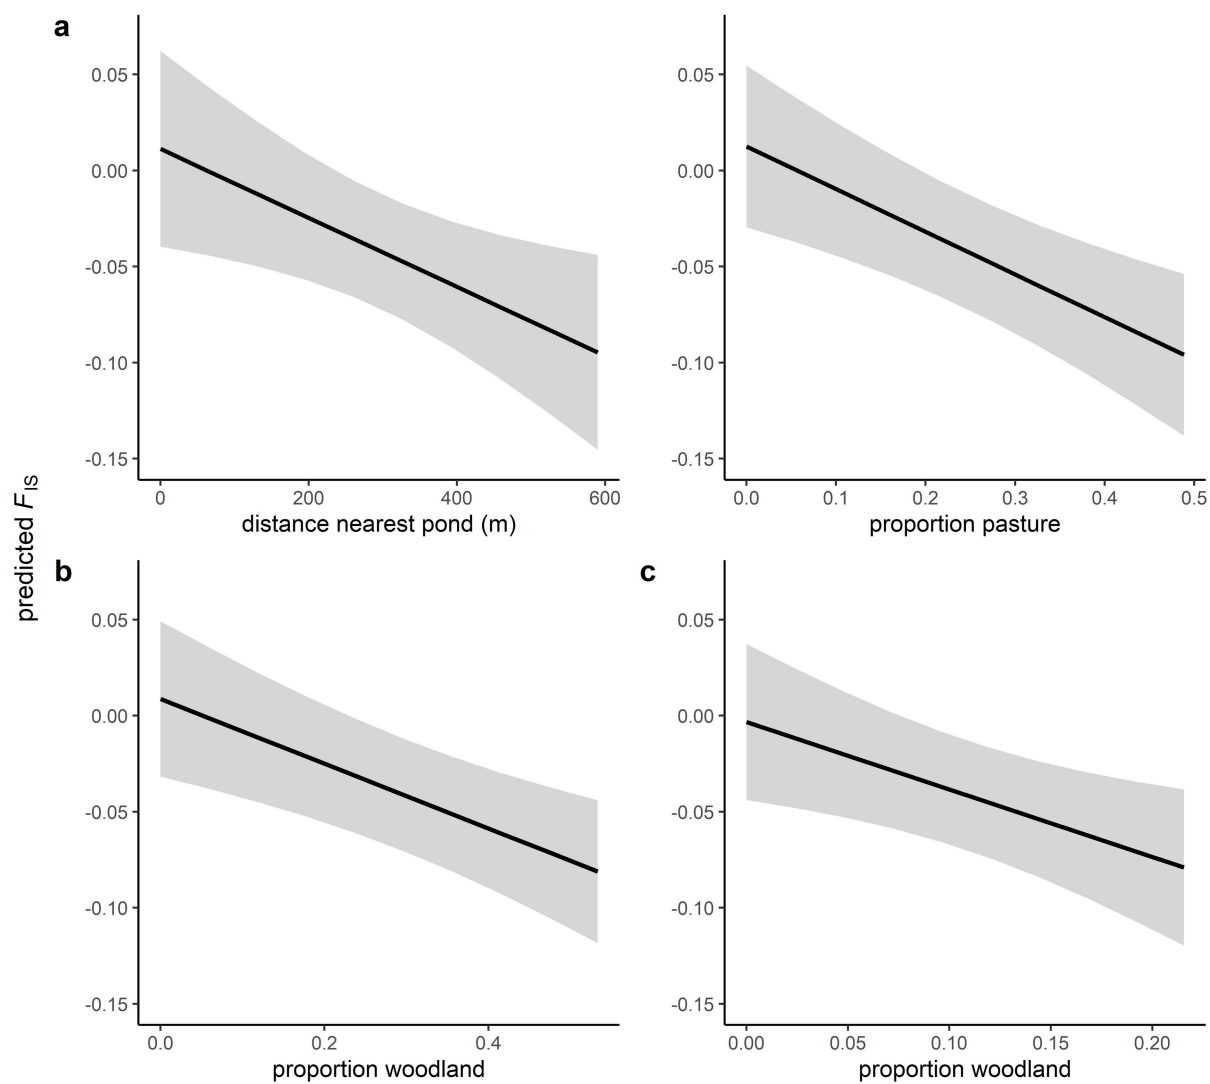 a
0.05
0.00
-0.05
-0.10
-0.15
0 200 400 600
distance nearest pond (m)
0.05
0.00
-0.05
-0.10
-0.15
0.0 0.1 0.2 0.3 0.4 0.5
proportion pasture
predicted FIS
b
0.05
0.00
-0.05
-0.10
-0.15
0.0 0.2 0.4
proportion woodland
c
0.05
0.00
-0.05
-0.10
-0.15
0.00 0.05 0.10 0.15 0.20
proportion woodland